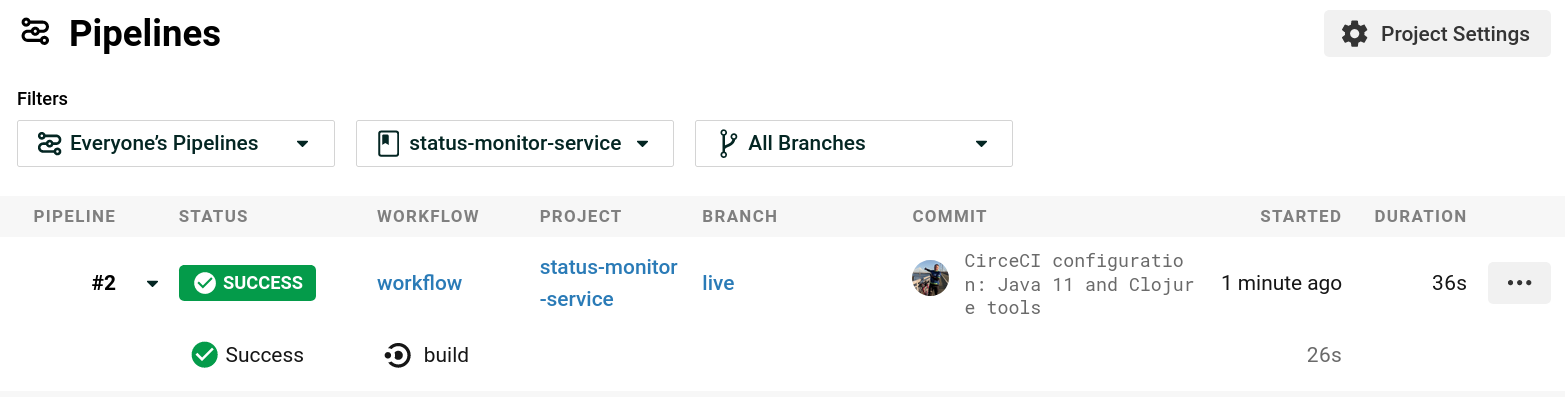 Pipelines
Project Settings
Filters
Everyone’s Pipelines
status-monitor-service
All Branches
PIPELINE STATUS WORKFLOW PROJECT BRANCH COMMIT STARTED DURATION
#2 SUCCESS workflow status-monitor live CirceCI configuratio 1 minute ago 36s
-service n: Java 11 and Clojur
e tools
Success build 26s